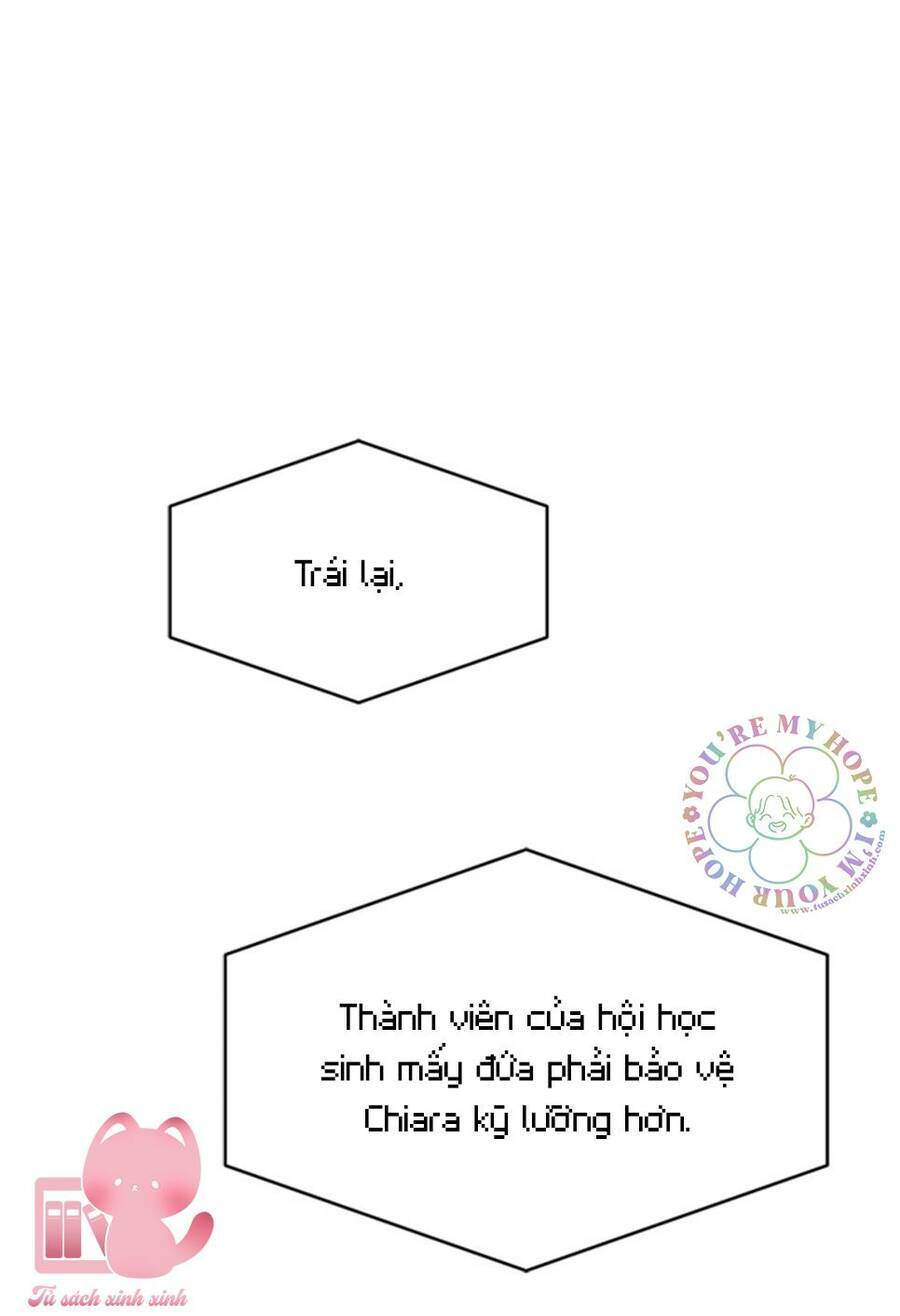 Trái lại,
YOU'RE MY HOPE
I'M YOUR HOPE
www.tusachxinhxinh.com
Thành viên của hội học
sinh mấy đứa phải bảo vệ
Chiara kỹ lưỡng hơn.
Tủ sách xinh xinh